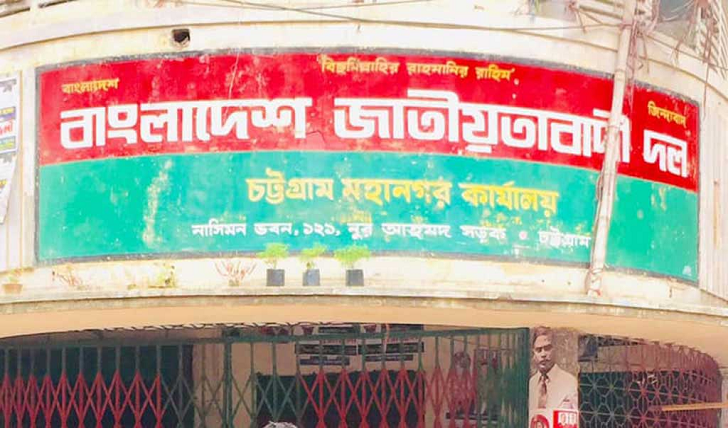 বিছমিল্লাহির রাহমানির রাহিম
বাংলাদেশ জিন্দাবাদ
বাংলাদেশ জাতীয়তাবাদী দল
চট্টগ্রাম মহানগর কার্যালয়
নাসিমন ভবন, ১২১, নুর আহমদ সড়ক ॰ চট্টগ্রাম